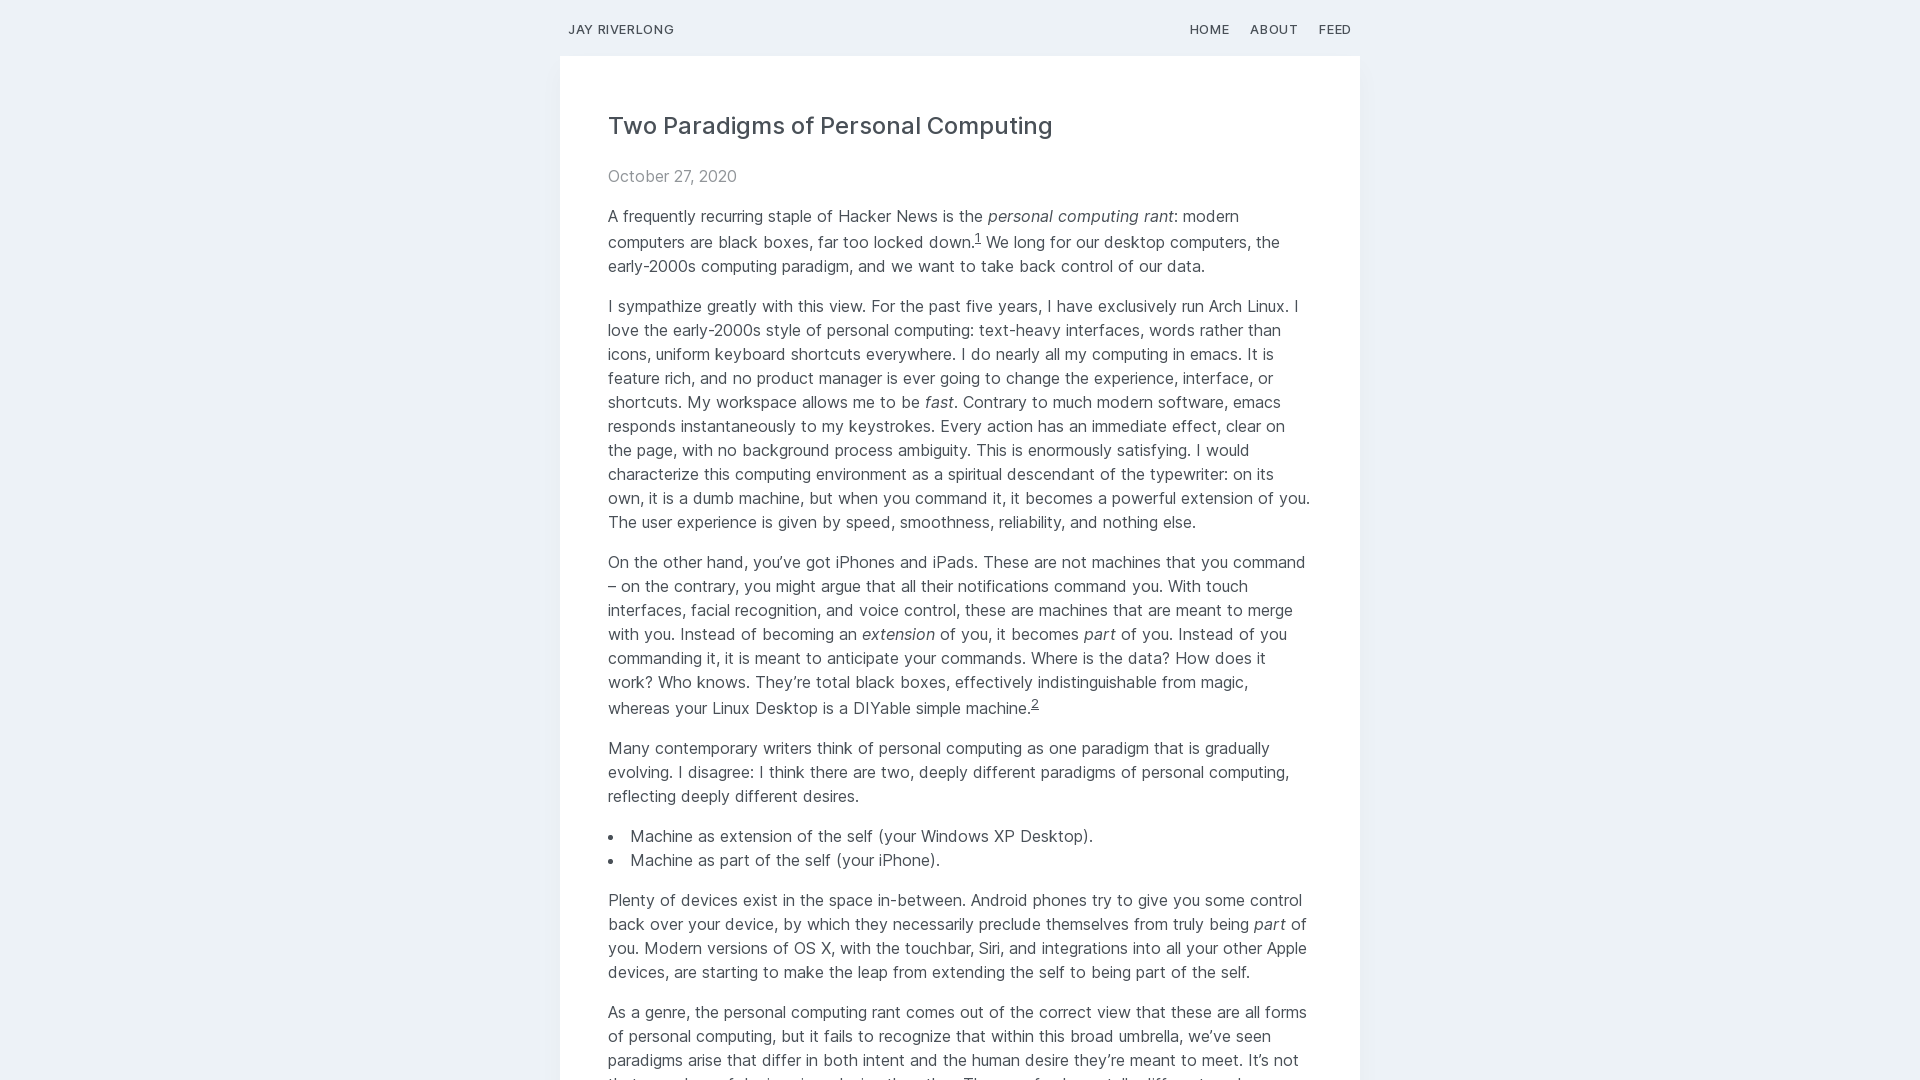 JAY RIVERLONG
HOME ABOUT FEED
Two Paradigms of Personal Computing
October 27, 2020
A frequently recurring staple of Hacker News is the personal computing rant: modern
computers are black boxes, far too locked down.1 We long for our desktop computers, the
early-2000s computing paradigm, and we want to take back control of our data.
I sympathize greatly with this view. For the past five years, I have exclusively run Arch Linux. I
love the early-2000s style of personal computing: text-heavy interfaces, words rather than
icons, uniform keyboard shortcuts everywhere. I do nearly all my computing in emacs. It is
feature rich, and no product manager is ever going to change the experience, interface, or
shortcuts. My workspace allows me to be fast. Contrary to much modern software, emacs
responds instantaneously to my keystrokes. Every action has an immediate effect, clear on
the page, with no background process ambiguity. This is enormously satisfying. I would
characterize this computing environment as a spiritual descendant of the typewriter: on its
own, it is a dumb machine, but when you command it, it becomes a powerful extension of you.
The user experience is given by speed, smoothness, reliability, and nothing else.
On the other hand, you’ve got iPhones and iPads. These are not machines that you command
– on the contrary, you might argue that all their notifications command you. With touch
interfaces, facial recognition, and voice control, these are machines that are meant to merge
with you. Instead of becoming an extension of you, it becomes part of you. Instead of you
commanding it, it is meant to anticipate your commands. Where is the data? How does it
work? Who knows. They’re total black boxes, effectively indistinguishable from magic,
whereas your Linux Desktop is a DIYable simple machine.2
Many contemporary writers think of personal computing as one paradigm that is gradually
evolving. I disagree: I think there are two, deeply different paradigms of personal computing,
reflecting deeply different desires.
• Machine as extension of the self (your Windows XP Desktop).
• Machine as part of the self (your iPhone).
Plenty of devices exist in the space in-between. Android phones try to give you some control
back over your device, by which they necessarily preclude themselves from truly being part of
you. Modern versions of OS X, with the touchbar, Siri, and integrations into all your other Apple
devices, are starting to make the leap from extending the self to being part of the self.
As a genre, the personal computing rant comes out of the correct view that these are all forms
of personal computing, but it fails to recognize that within this broad umbrella, we’ve seen
paradigms arise that differ in both intent and the human desire they’re meant to meet. It’s not